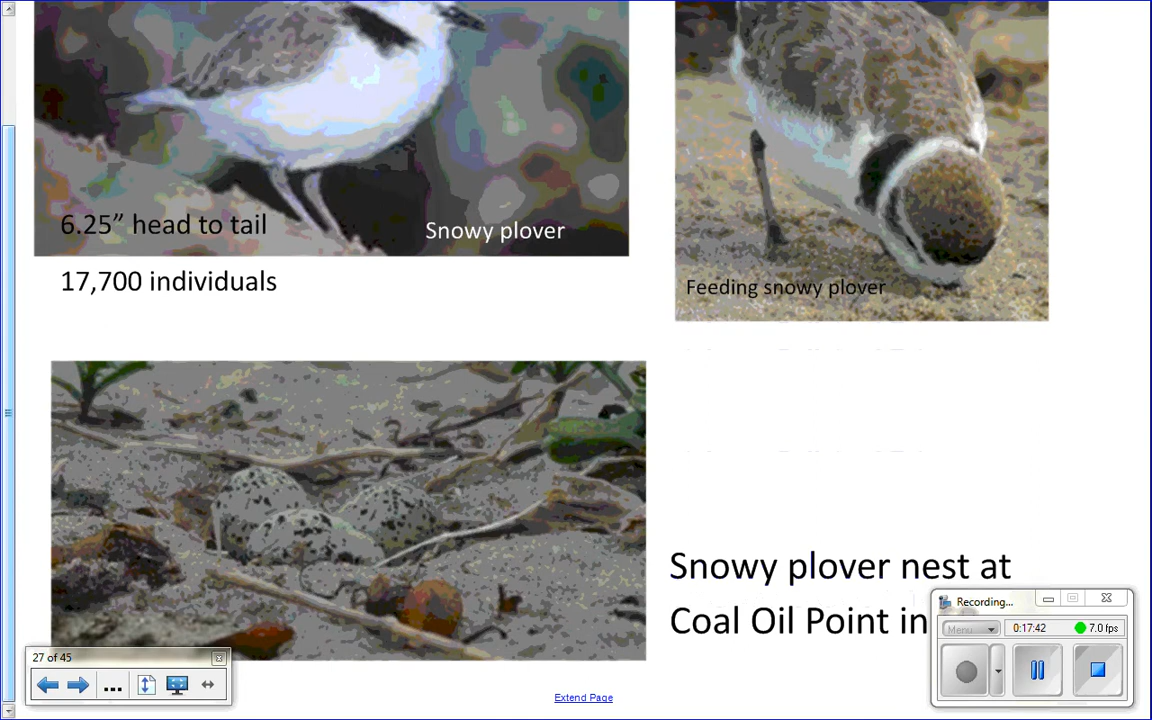 6.25” head to tail
Snowy plover
17,700 individuals
Feeding snowy plover
Snowy plover nest at
Coal Oil Point in
Recording...
Menu
0:17:42
7.0 fps
27 of 45
...
Extend Page